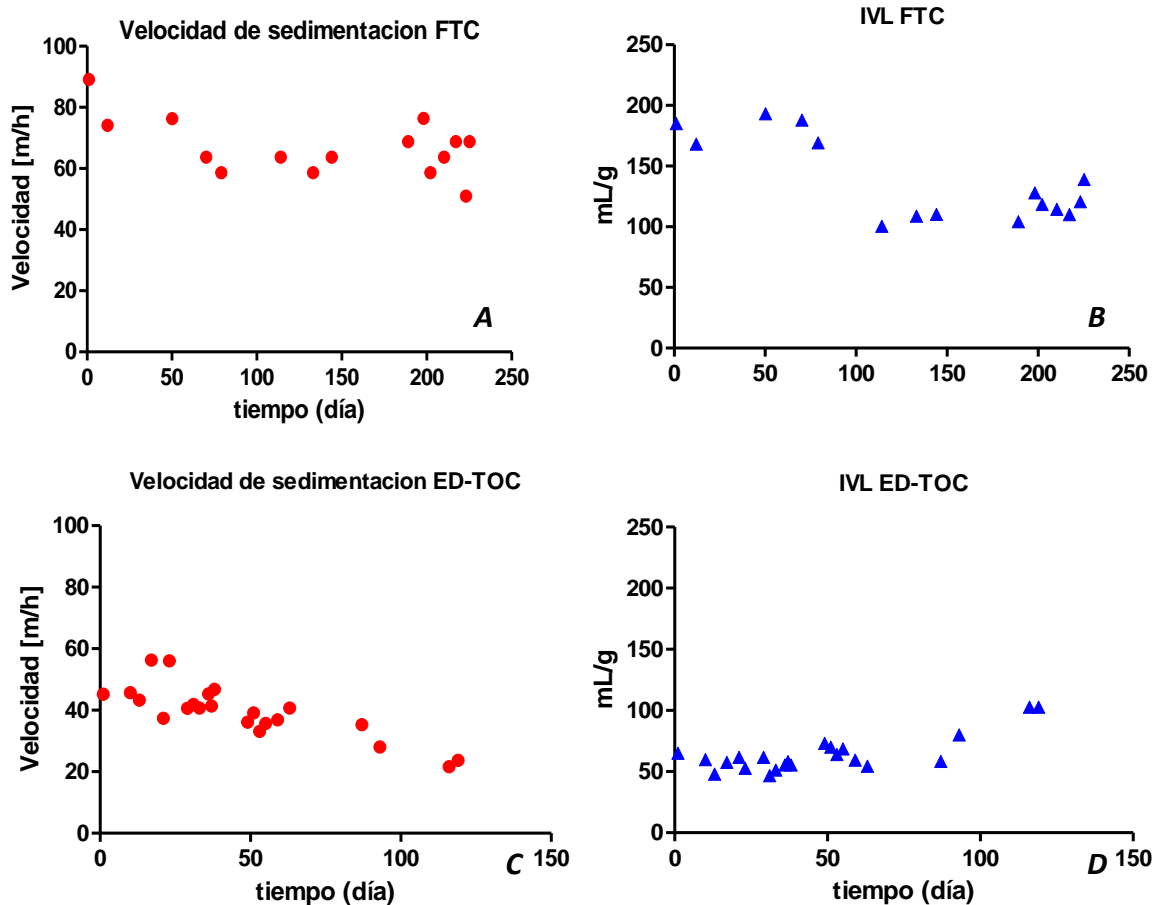 Velocidad de sedimentacion FTC
Velocidad [m/h]
100
80
60
40
20
0
0 50 100 150 200 250
tiempo (día)
A
IVL FTC
mL/g
250
200
150
100
50
0
0 50 100 150 200 250
B
Velocidad de sedimentacion ED-TOC
Velocidad [m/h]
100
80
60
40
20
0
0 50 100 150
tiempo (día)
C
IVL ED-TOC
mL/g
250
200
150
100
50
0
0 50 100 150
tiempo (día)
D